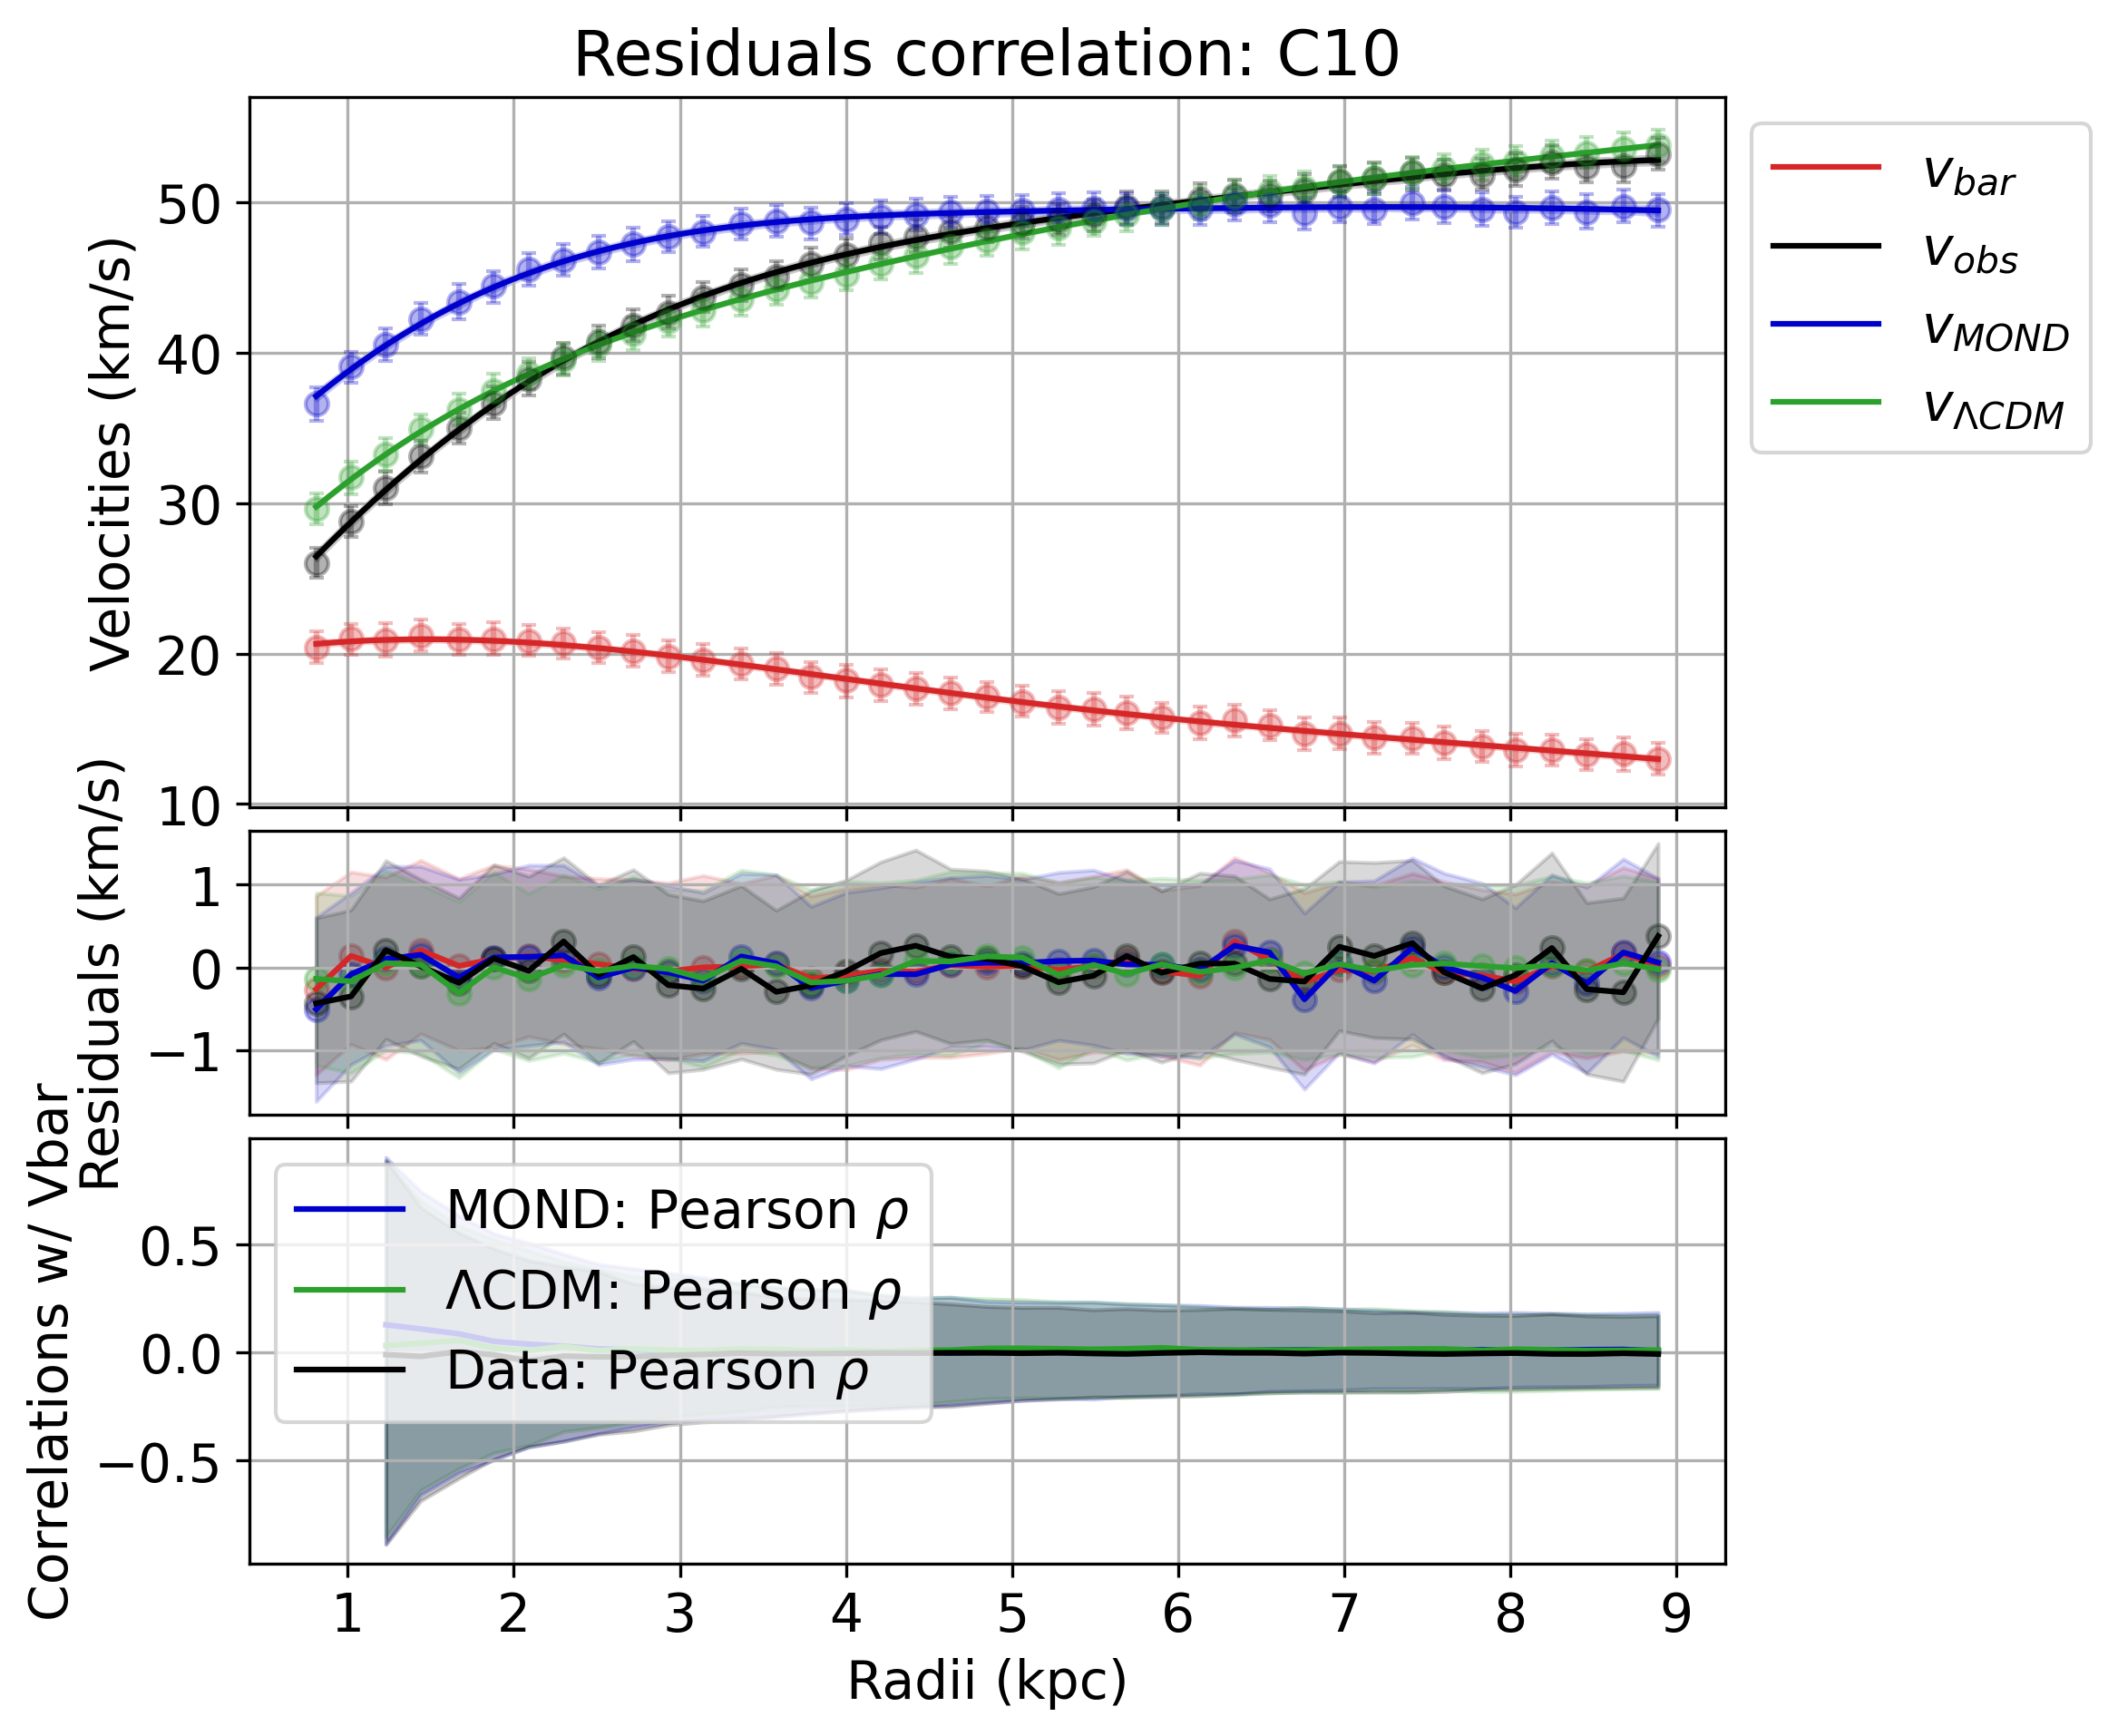 Residuals correlation: C10
Velocities (km/s)
50
40
30
20
10
v_bar
v_obs
v_MOND
v_ΛCDM
Residuals (km/s)
1
0
−1
Correlations w/ Vbar
0.5
0.0
−0.5
MOND: Pearson ρ
ΛCDM: Pearson ρ
Data: Pearson ρ
1 2 3 4 5 6 7 8 9
Radii (kpc)